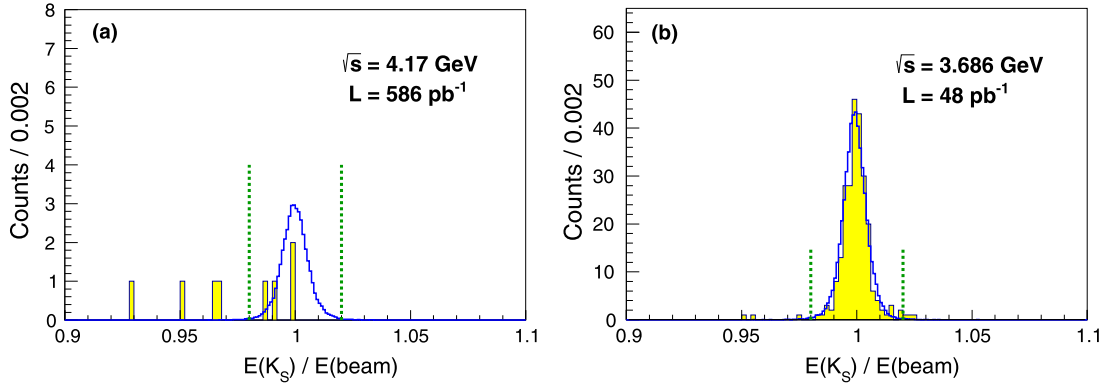 (a)
√s = 4.17 GeV
L = 586 pb⁻¹
Counts / 0.002
8
7
6
5
4
3
2
1
0
0.9 0.95 1 1.05 1.1
E(K_S) / E(beam)
(b)
√s = 3.686 GeV
L = 48 pb⁻¹
Counts / 0.002
60
50
40
30
20
10
0
0.9 0.95 1 1.05 1.1
E(K_S) / E(beam)